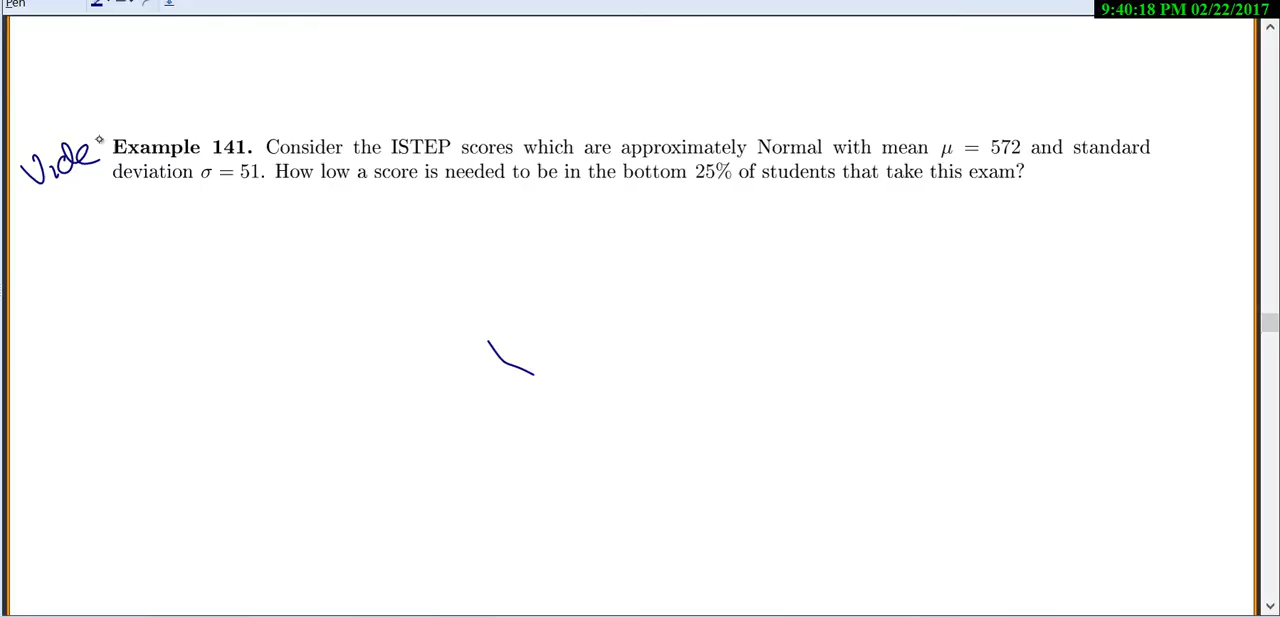 Pen
9:40:18 PM 02/22/2017
Vide
Example 141. Consider the ISTEP scores which are approximately Normal with mean μ = 572 and standard
deviation σ = 51. How low a score is needed to be in the bottom 25% of students that take this exam?